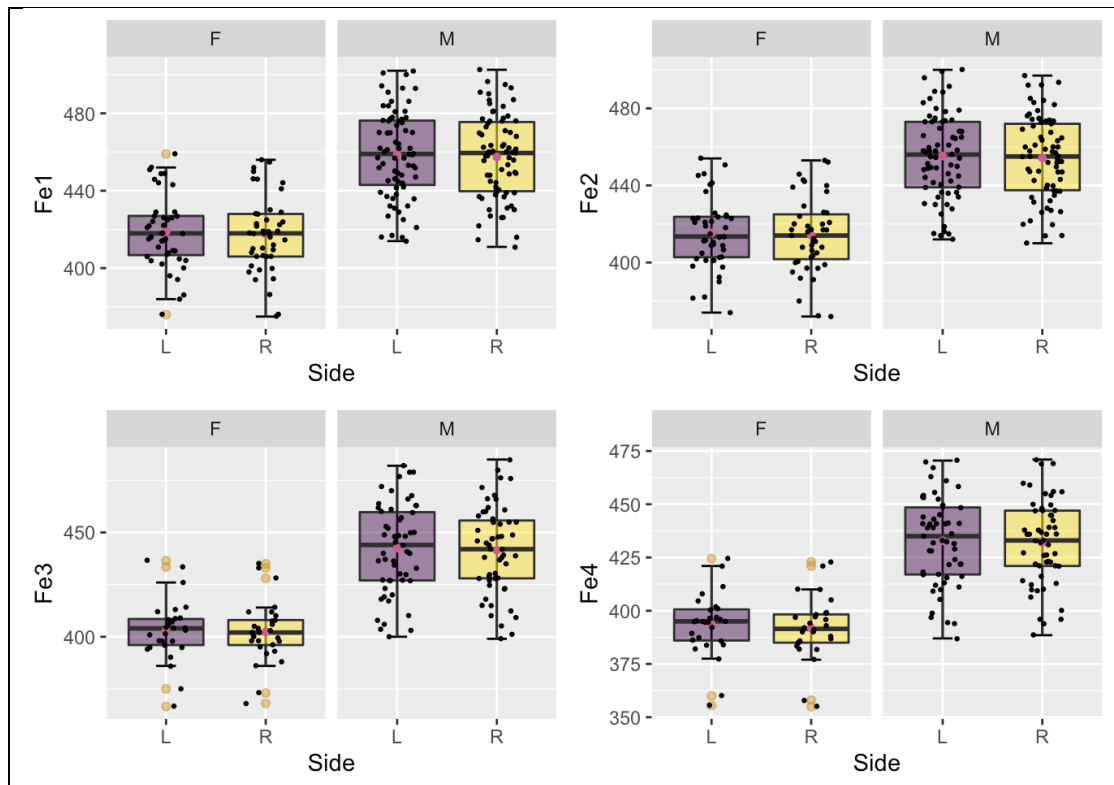 F M
Fe1
480
440
400
L R L R
Side
F M
Fe2
480
440
400
L R L R
Side
F M
Fe3
450
400
L R L R
Side
F M
Fe4
475
450
425
400
375
350
L R L R
Side